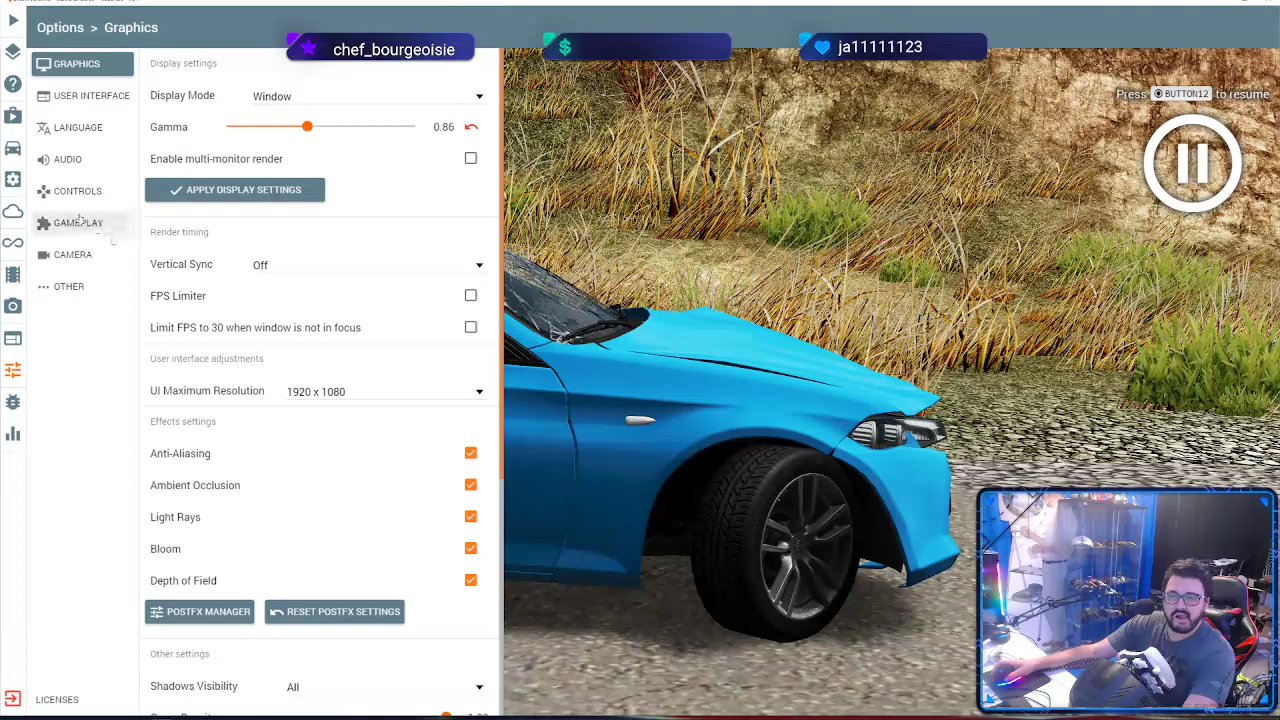 Options > Graphics
chef_bourgeoisie
$
ja11111123
GRAPHICS
USER INTERFACE
LANGUAGE
AUDIO
CONTROLS
GAMEPLAY
CAMERA
OTHER
LICENSES
Display settings
Display Mode Window
Gamma 0.86
Enable multi-monitor render
APPLY DISPLAY SETTINGS
Render timing
Vertical Sync Off
FPS Limiter
Limit FPS to 30 when window is not in focus
User interface adjustments
UI Maximum Resolution 1920 x 1080
Effects settings
Anti-Aliasing
Ambient Occlusion
Light Rays
Bloom
Depth of Field
POSTFX MANAGER RESET POSTFX SETTINGS
Other settings
Shadows Visibility All
Press BUTTON12 to resume